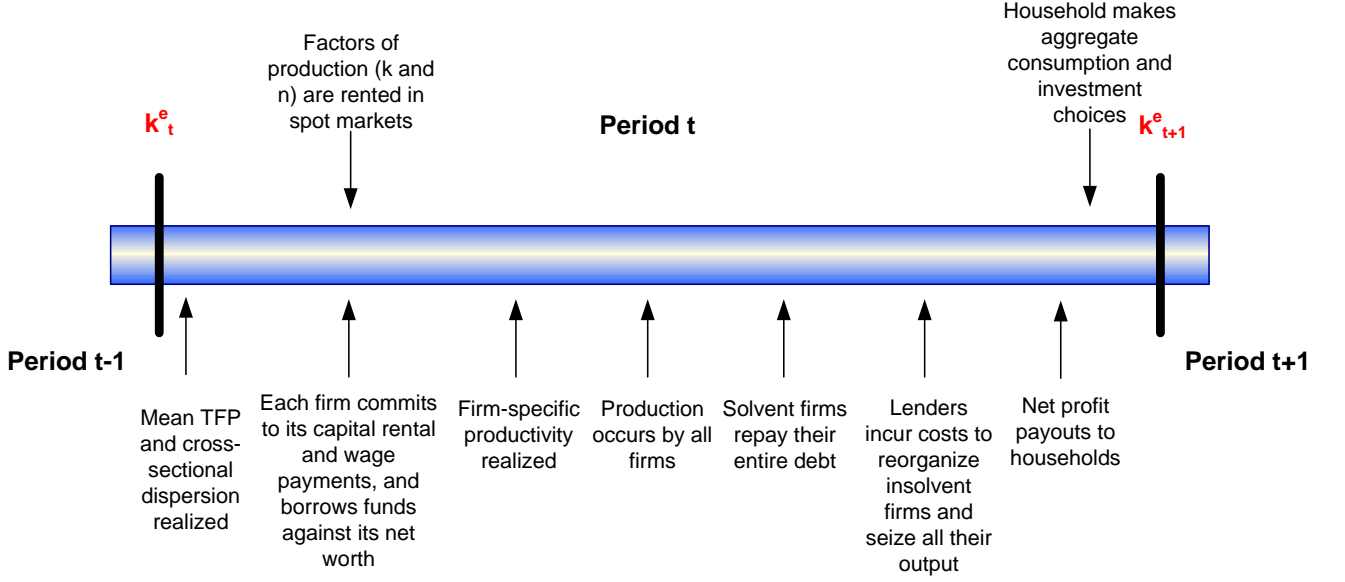 Household makes
aggregate
consumption and
investment
choices
Factors of
production (k and
n) are rented in
spot markets
k^e_t
Period t
k^e_t+1
Period t-1
Period t+1
Mean TFP
and cross-
sectional
dispersion
realized
Each firm commits
to its capital rental
and wage
payments, and
borrows funds
against its net
worth
Firm-specific
productivity
realized
Production
occurs by all
firms
Solvent firms
repay their
entire debt
Lenders
incur costs to
reorganize
insolvent
firms and
seize all their
output
Net profit
payouts to
households